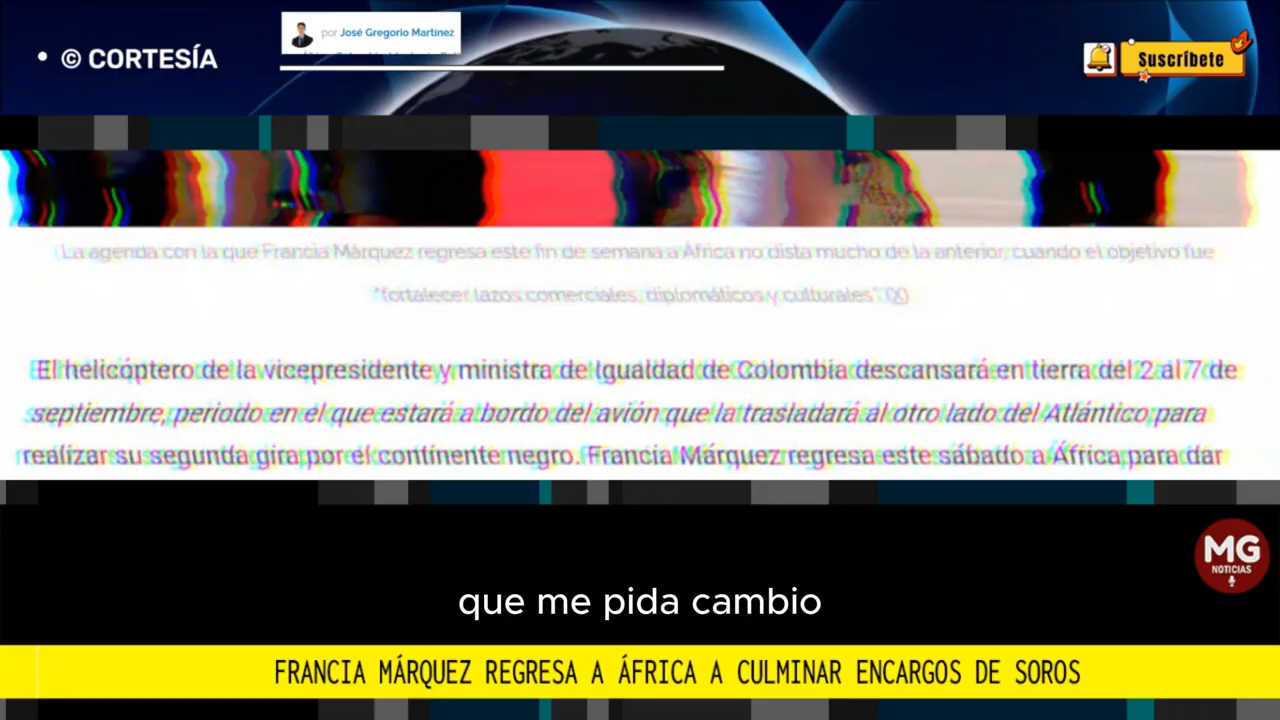 por José Gregorio Martínez
• © CORTESÍA
Suscríbete
La agenda con la que Francia Márquez regresa este fin de semana a África no dista mucho de la anterior, cuando el objetivo fue
"fortalecer lazos comerciales, diplomáticos y culturales" (X)
El helicóptero de la vicepresidente y ministra de Igualdad de Colombia descansará en tierra del 2 al 7 de
septiembre, periodo en el que estará a bordo del avión que la trasladará al otro lado del Atlántico para
realizar su segunda gira por el continente negro. Francia Márquez regresa este sábado a África para dar
MG
NOTICIAS
que me pida cambio
FRANCIA MÁRQUEZ REGRESA A ÁFRICA A CULMINAR ENCARGOS DE SOROS